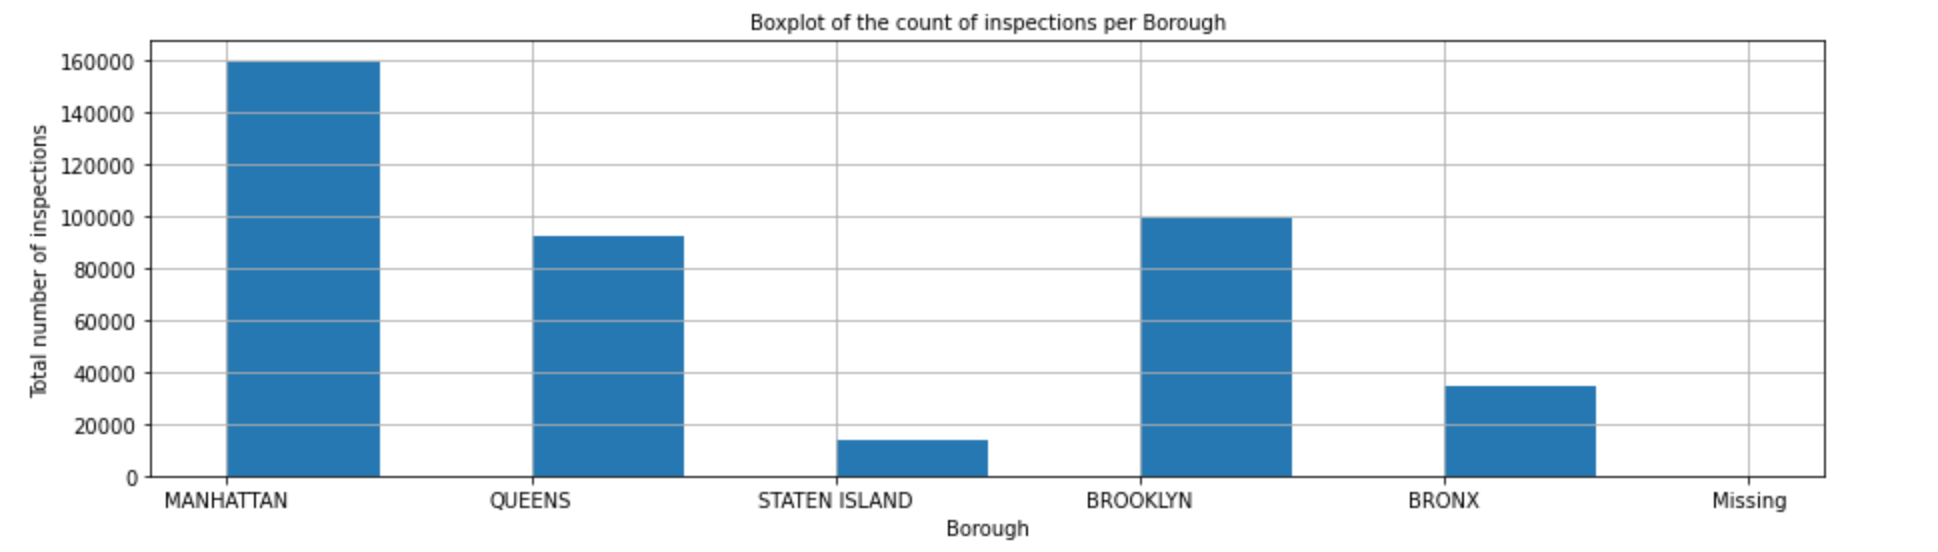 Boxplot of the count of inspections per Borough
160000
140000
120000
100000
80000
60000
40000
20000
0
Total number of inspections
MANHATTAN QUEENS STATEN ISLAND BROOKLYN BRONX Missing
Borough